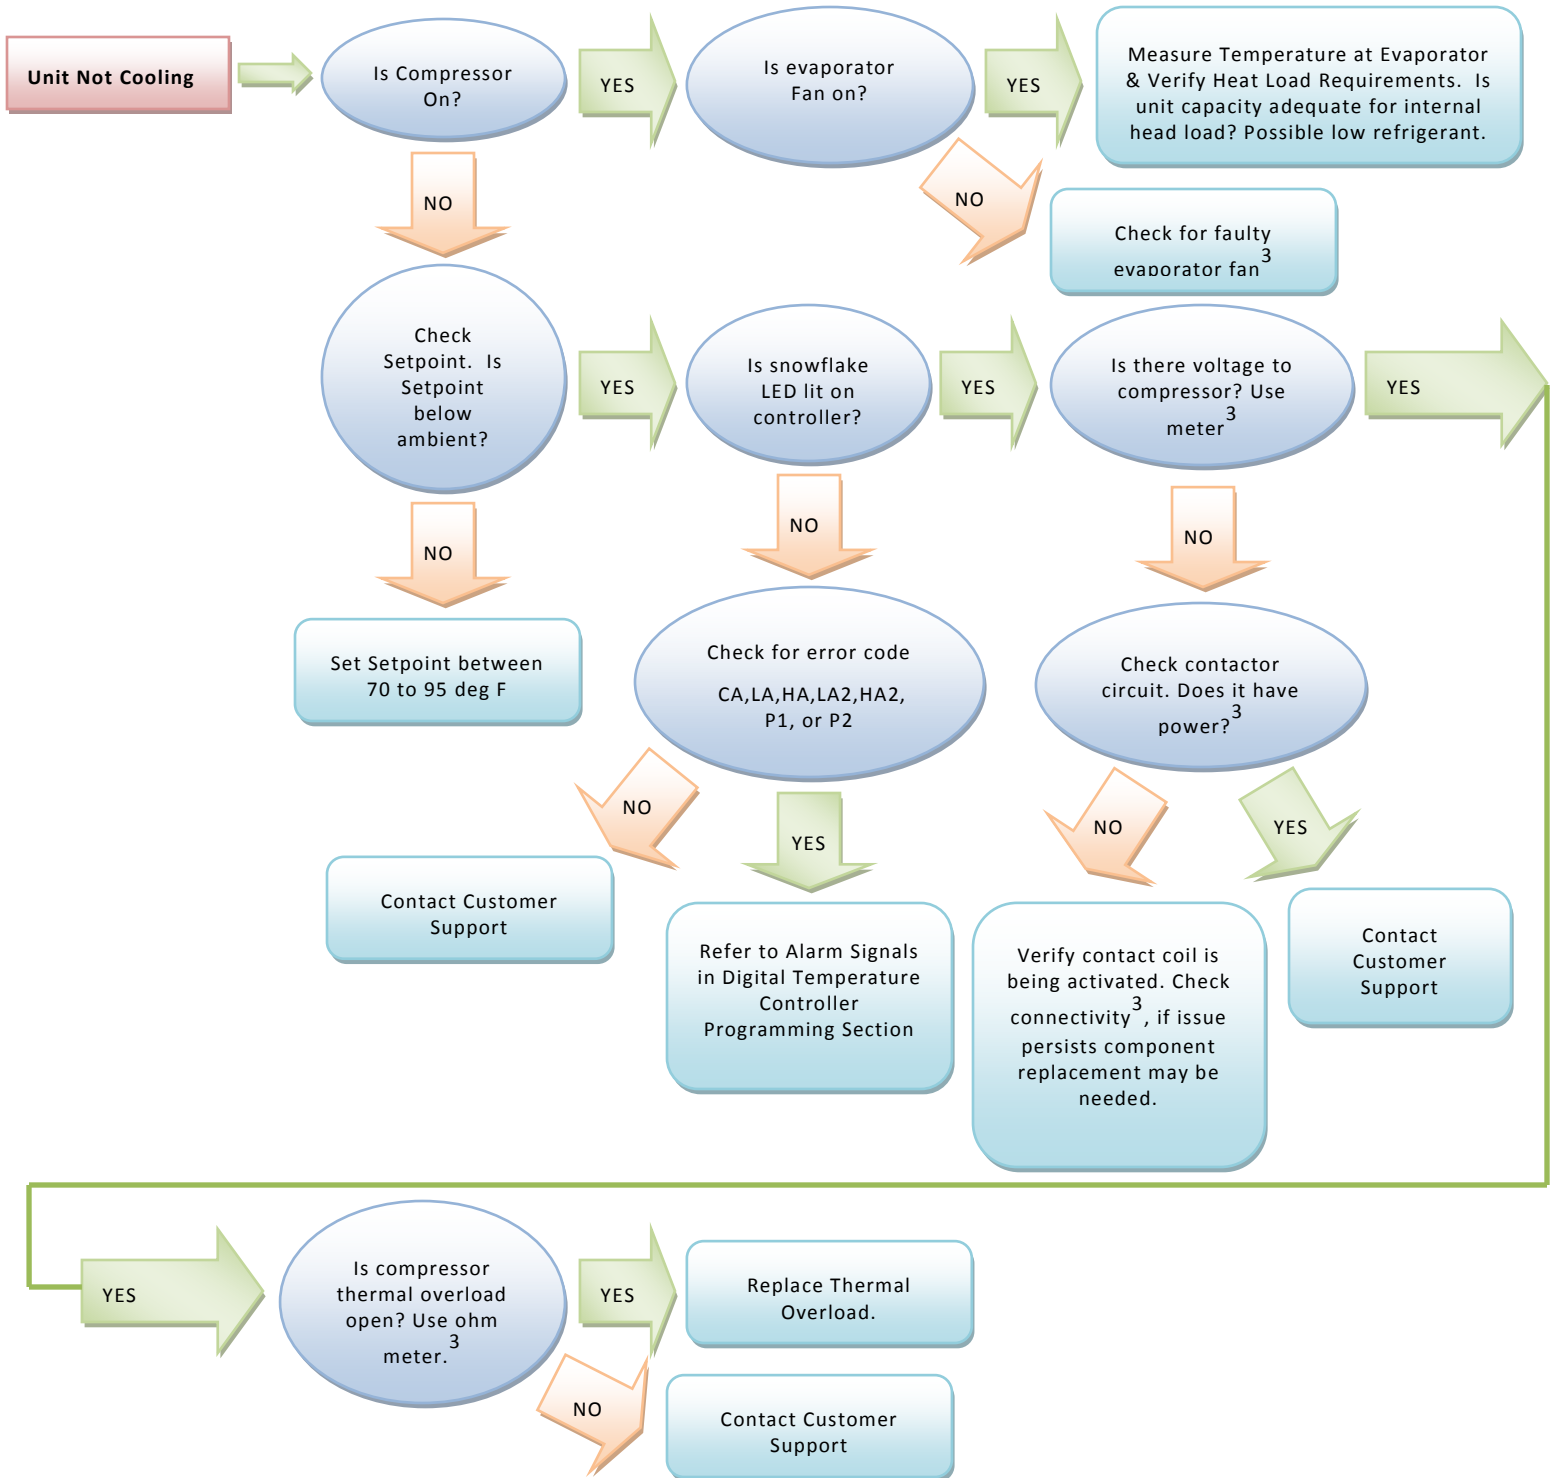 Unit Not Cooling
Is Compressor
On?
YES
Is evaporator
Fan on?
YES
Measure Temperature at Evaporator
& Verify Heat Load Requirements. Is
unit capacity adequate for internal
head load? Possible low refrigerant.
NO
NO
Check for faulty
evaporator fan3
Check
Setpoint. Is
Setpoint
below
ambient?
YES
Is snowflake
LED lit on
controller?
YES
Is there voltage to
compressor? Use
meter3
YES
NO
NO
NO
Set Setpoint between
70 to 95 deg F
Check for error code
CA,LA,HA,LA2,HA2,
P1, or P2
Check contactor
circuit. Does it have
power?3
NO
YES
NO
YES
Contact Customer
Support
Refer to Alarm Signals
in Digital Temperature
Controller
Programming Section
Verify contact coil is
being activated. Check
connectivity3, if issue
persists component
replacement may be
needed.
Contact
Customer
Support
YES
Is compressor
thermal overload
open? Use ohm
meter.3
YES
Replace Thermal
Overload.
NO
Contact Customer
Support